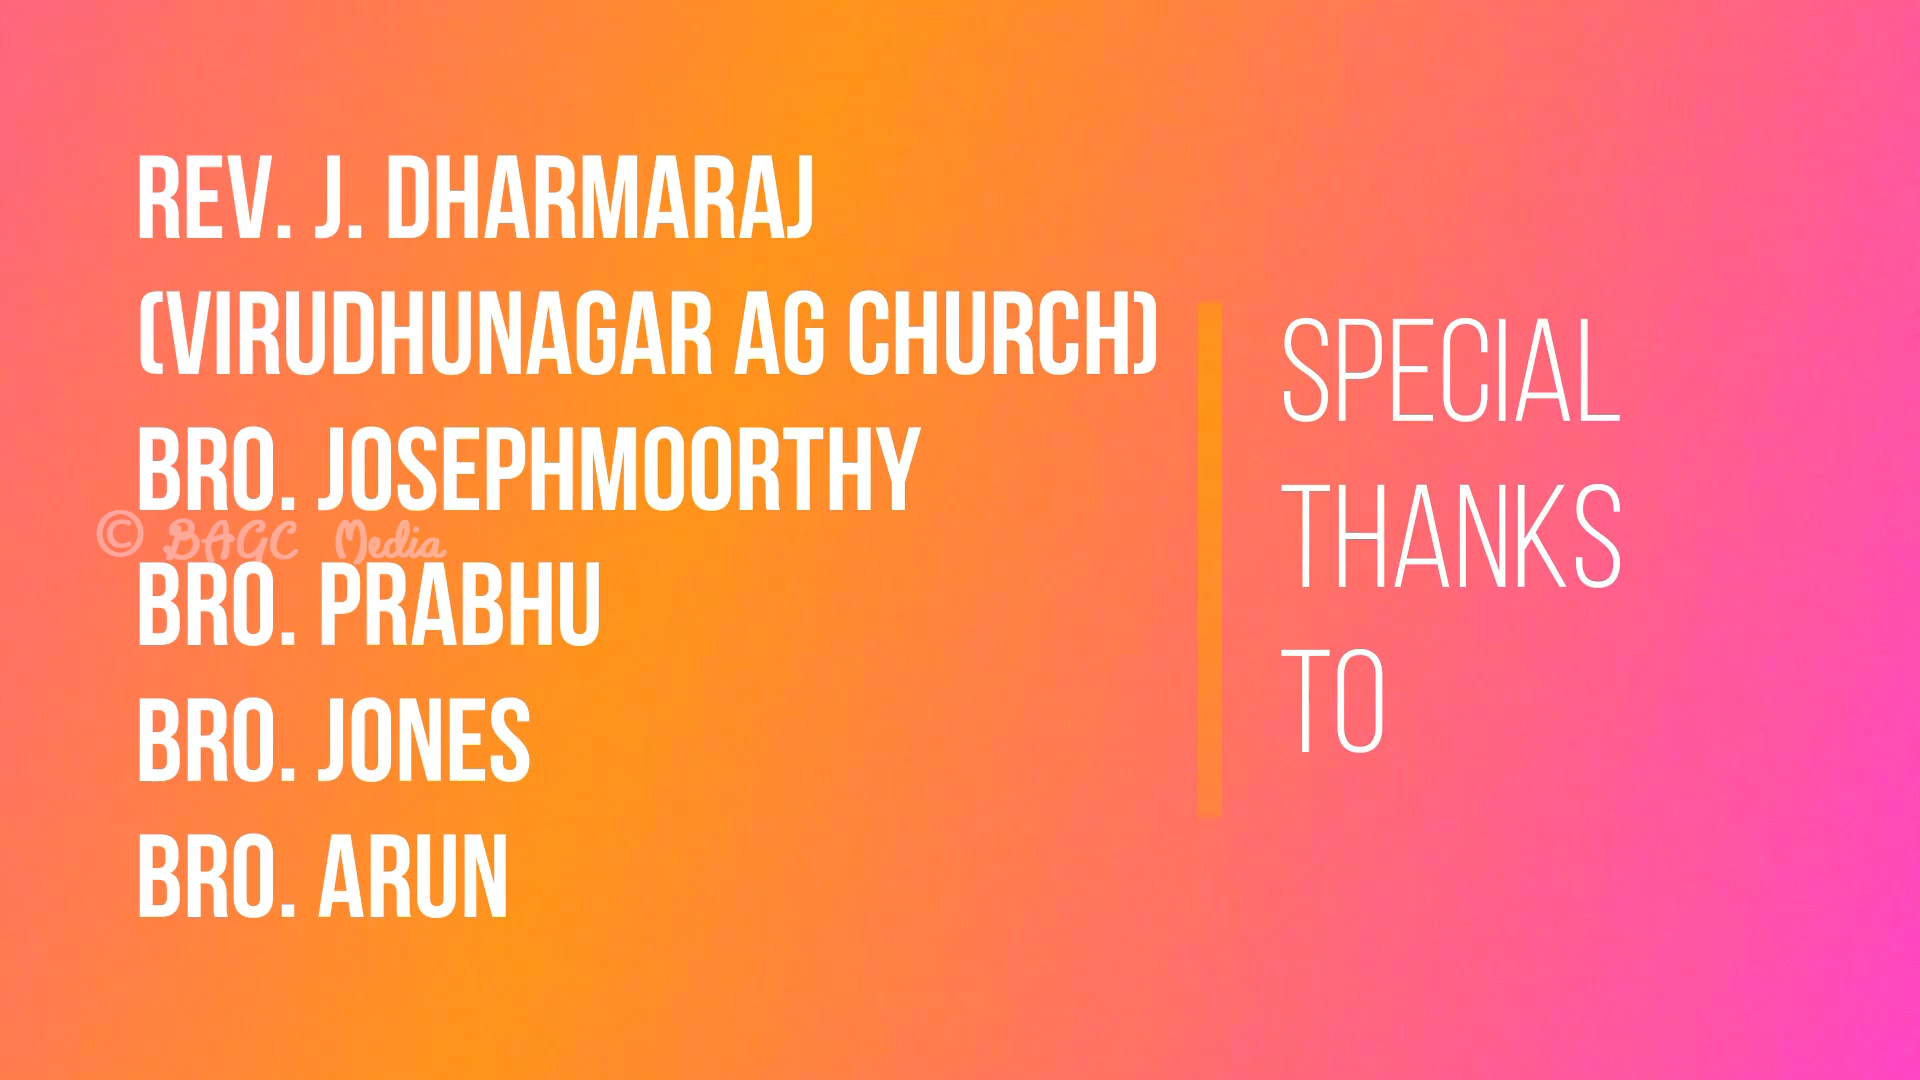 REV. J. DHARMARAJ
(VIRUDHUNAGAR AG CHURCH)
BRO. JOSEPHMOORTHY
© BAGC Media
BRO. PRABHU
BRO. JONES
BRO. ARUN
SPECIAL
THANKS
TO